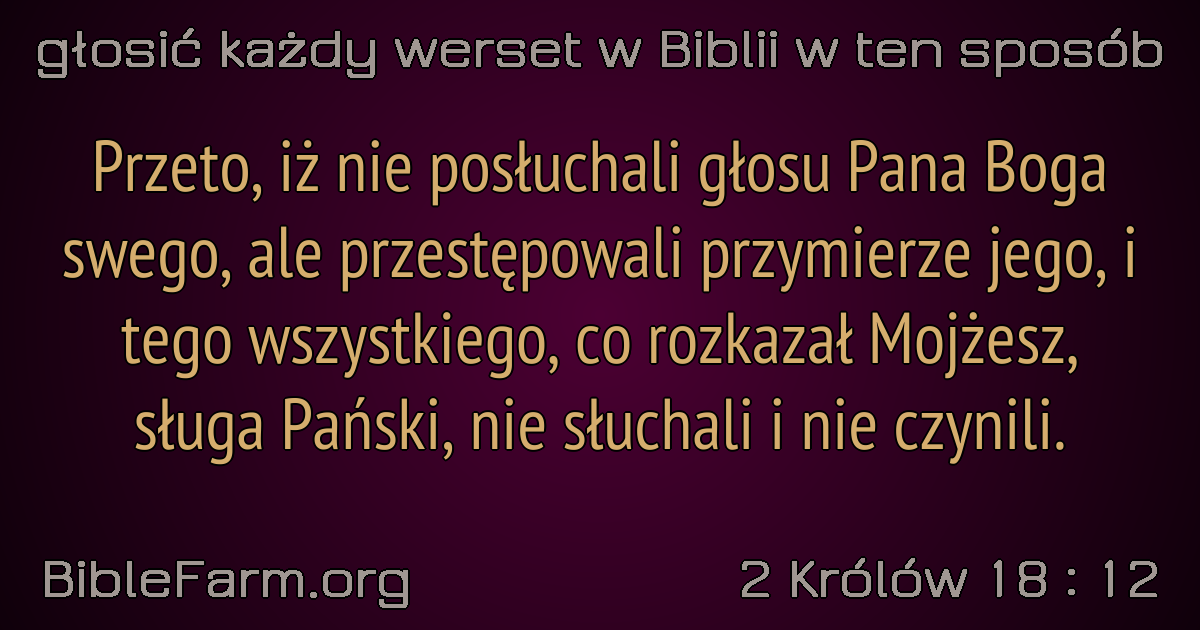 głosić każdy werset w Biblii w ten sposób
Przeto, iż nie posłuchali głosu Pana Boga
swego, ale przestępowali przymierze jego, i
tego wszystkiego, co rozkazał Mojżesz,
sługa Pański, nie słuchali i nie czynili.
BibleFarm.org
2 Królów 18 : 12